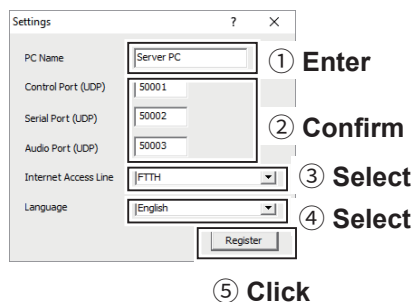 Settings ? ×
PC Name Server PC ① Enter
Control Port (UDP) 50001
Serial Port (UDP) 50002 ② Confirm
Audio Port (UDP) 50003
Internet Access Line FTTH ③ Select
Language English ④ Select
Register
⑤ Click